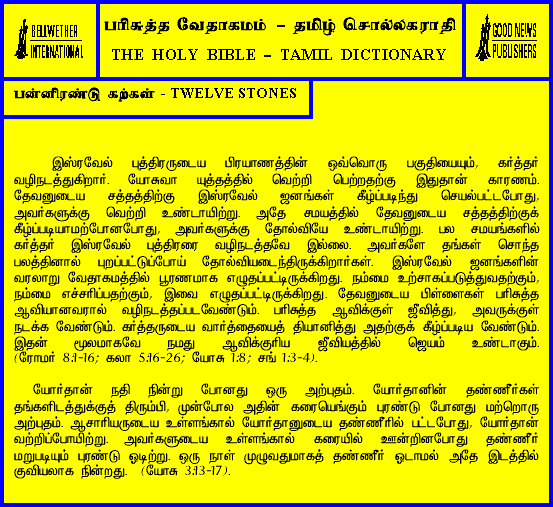 BELLWETHER
INTERNATIONAL
பரிசுத்த வேதாகமம் – தமிழ் சொல்லகராதி
THE HOLY BIBLE – TAMIL DICTIONARY
GOOD NEWS
PUBLISHERS
பன்னிரண்டு கற்கள் - TWELVE STONES
இஸ்ரவேல் புத்திரருடைய பிரயாணத்தின் ஒவ்வொரு பகுதியையும், கர்த்தர்
வழிநடத்துகிறார். யோசுவா யுத்தத்தில் வெற்றி பெற்றதற்கு இதுதான் காரணம்.
தேவனுடைய சத்தத்திற்கு இஸ்ரவேல் ஜனங்கள் கீழ்ப்படிந்து செயல்பட்டபோது,
அவர்களுக்கு வெற்றி உண்டாயிற்று. அதே சமயத்தில் தேவனுடைய சத்தத்திற்குக்
கீழ்ப்படியாமற்போனபோது, அவர்களுக்கு தோல்வியே உண்டாயிற்று. பல சமயங்களில்
கர்த்தர் இஸ்ரவேல் புத்திரரை வழிநடத்தவே இல்லை. அவர்களே தங்கள் சொந்த
பலத்தினால் புறப்பட்டுப்போய் தோல்வியடைந்திருக்கிறார்கள். இஸ்ரவேல் ஜனங்களின்
வரலாறு வேதாகமத்தில் பூரணமாக எழுதப்பட்டிருக்கிறது. நம்மை உற்சாகப்படுத்துவதற்கும்,
நம்மை எச்சரிப்பதற்கும், இவை எழுதப்பட்டிருக்கிறது. தேவனுடைய பிள்ளைகள் பரிசுத்த
ஆவியானவரால் வழிநடத்தப்படவேண்டும். பரிசுத்த ஆவிக்குள் ஜீவித்து, அவருக்குள்
நடக்க வேண்டும். கர்த்தருடைய வார்த்தையைத் தியானித்து அதற்குக் கீழ்ப்படிய வேண்டும்.
இதன் மூலமாகவே நமது ஆவிக்குரிய ஜீவியத்தில் ஜெயம் உண்டாகும்.
(ரோமர் 8:1-16; கலா 5:16-26; யோசு 1:8; சங் 1:3-4).
யோர்தான் நதி நின்று போனது ஒரு அற்புதம். யோர்தானின் தண்ணீர்கள்
தங்களிடத்துக்குத் திரும்பி, முன்போல அதின் கரையெங்கும் புரண்டு போனது மற்றொரு
அற்புதம். ஆசாரியருடைய உள்ளங்கால் யோர்தானுடைய தண்ணீரில் பட்டபோது, யோர்தான்
வற்றிப்போயிற்று. அவர்களுடைய உள்ளங்கால் கரையில் ஊன்றினபோது தண்ணீர்
மறுபடியும் புரண்டு ஓடிற்று. ஒரு நாள் முழுவதுமாகத் தண்ணீர் ஓடாமல் அதே இடத்தில்
குவியலாக நின்றது. (யோசு 3:13-17).